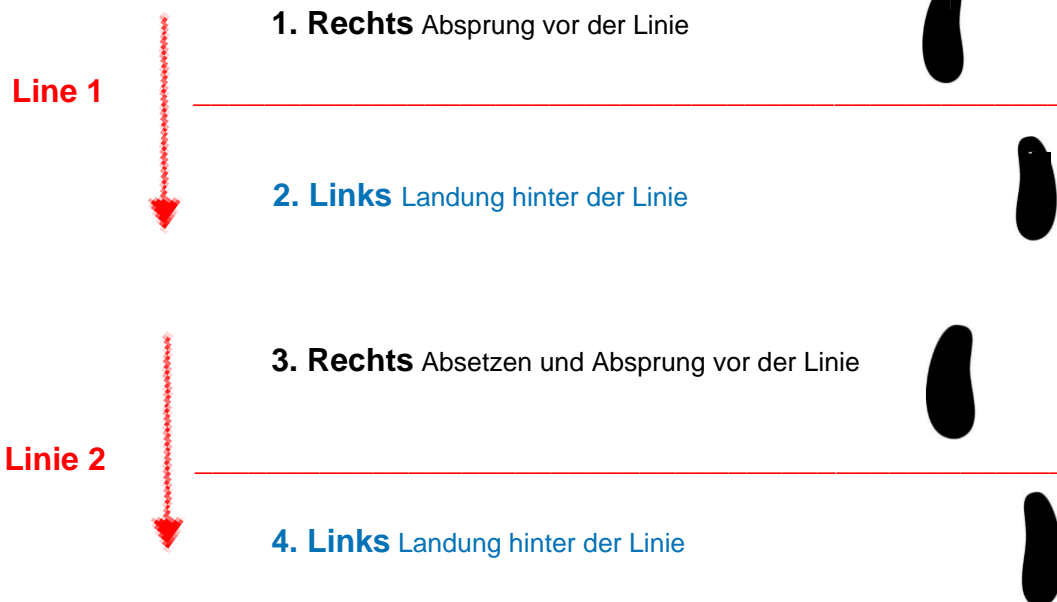 1. Rechts Absprung vor der Linie
Line 1
2. Links Landung hinter der Linie
3. Rechts Absetzen und Absprung vor der Linie
Linie 2
4. Links Landung hinter der Linie